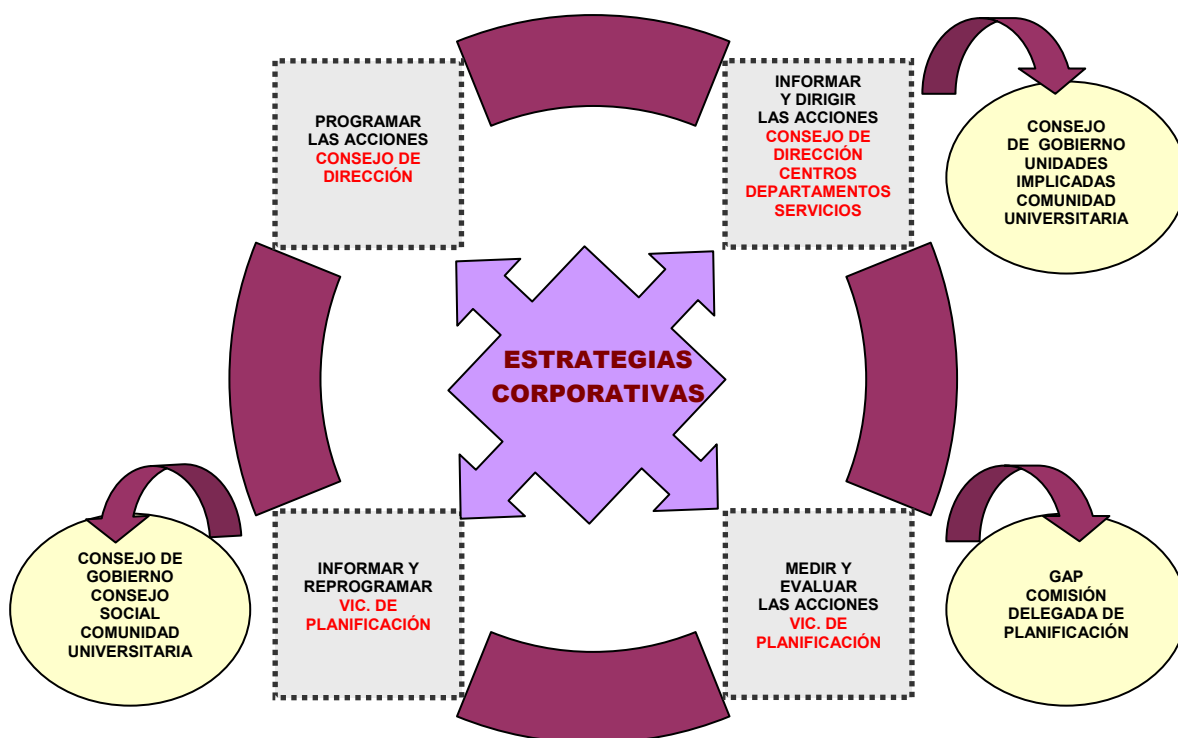 PROGRAMAR
LAS ACCIONES
CONSEJO DE
DIRECCIÓN
INFORMAR
Y DIRIGIR
LAS ACCIONES
CONSEJO DE
DIRECCIÓN
CENTROS
DEPARTAMENTOS
SERVICIOS
CONSEJO
DE GOBIERNO
UNIDADES
IMPLICADAS
COMUNIDAD
UNIVERSITARIA
ESTRATEGIAS
CORPORATIVAS
CONSEJO DE
GOBIERNO
CONSEJO
SOCIAL
COMUNIDAD
UNIVERSITARIA
INFORMAR Y
REPROGRAMAR
VIC. DE
PLANIFICACIÓN
MEDIR Y
EVALUAR
LAS ACCIONES
VIC. DE
PLANIFICACIÓN
GAP
COMISIÓN
DELEGADA DE
PLANIFICACIÓN